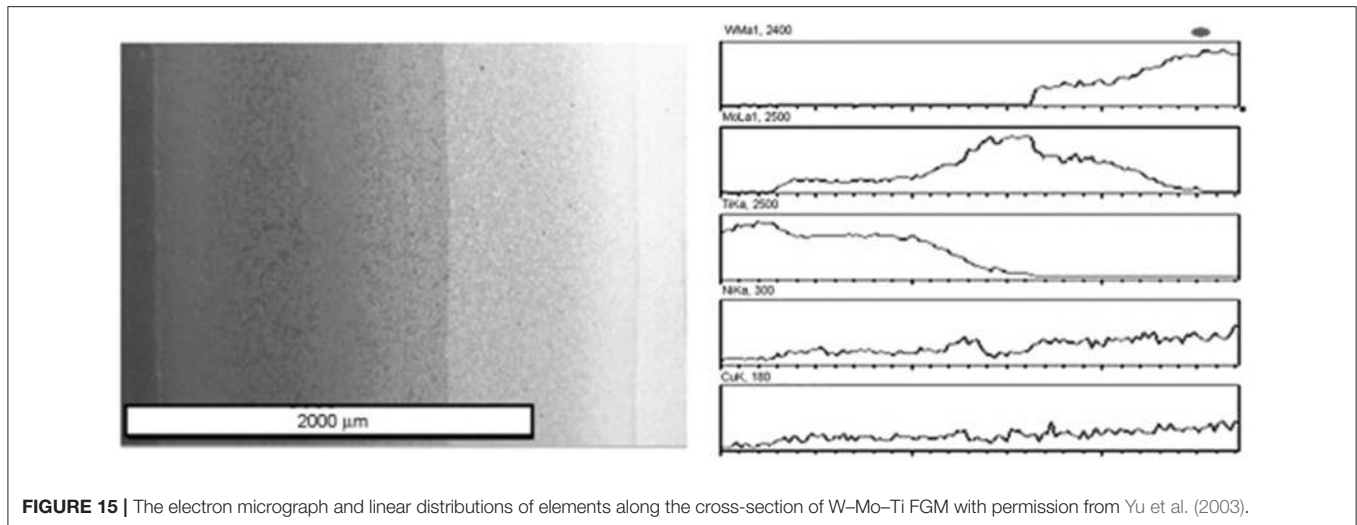 WMa1, 2400
MoLa1, 2500
TiKa, 2500
NiKa, 300
CuK, 180
2000 μm
FIGURE 15 | The electron micrograph and linear distributions of elements along the cross-section of W–Mo–Ti FGM with permission from Yu et al. (2003).